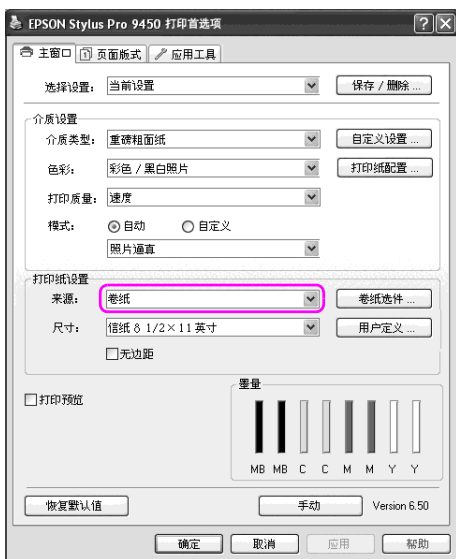 EPSON Stylus Pro 9450 打印首选项
主窗口 页面版式 应用工具
选择设置: 当前设置 保存 / 删除 ...
介质设置
介质类型: 重磅粗面纸 自定义设置 ...
色彩: 彩色 / 黑白照片 打印纸配置 ...
打印质量: 速度
模式: 自动 自定义
照片逼真
打印纸设置
来源: 卷纸 卷纸选件 ...
尺寸: 信纸 8 1/2×11 英寸 用户定义 ...
无边距
打印预览
墨量
MB MB C C M M Y Y
恢复默认值 手动 Version 6.50
确定 取消 应用 帮助